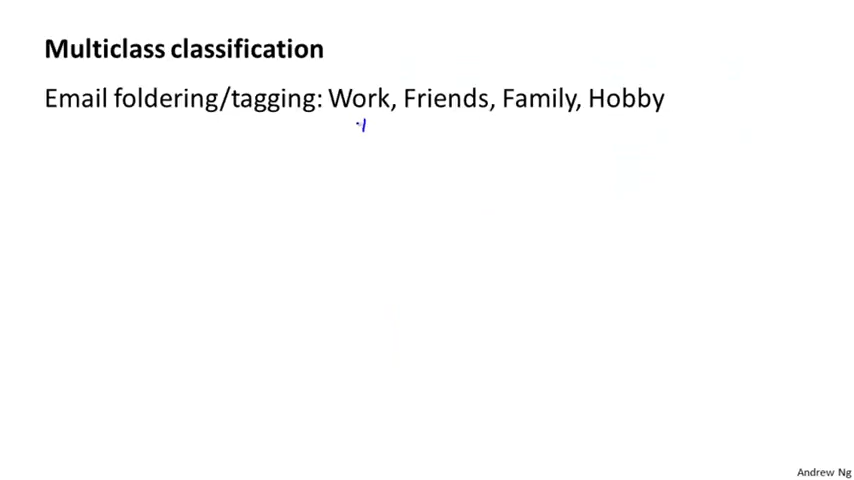 Multiclass classification
Email foldering/tagging: Work, Friends, Family, Hobby
Andrew Ng